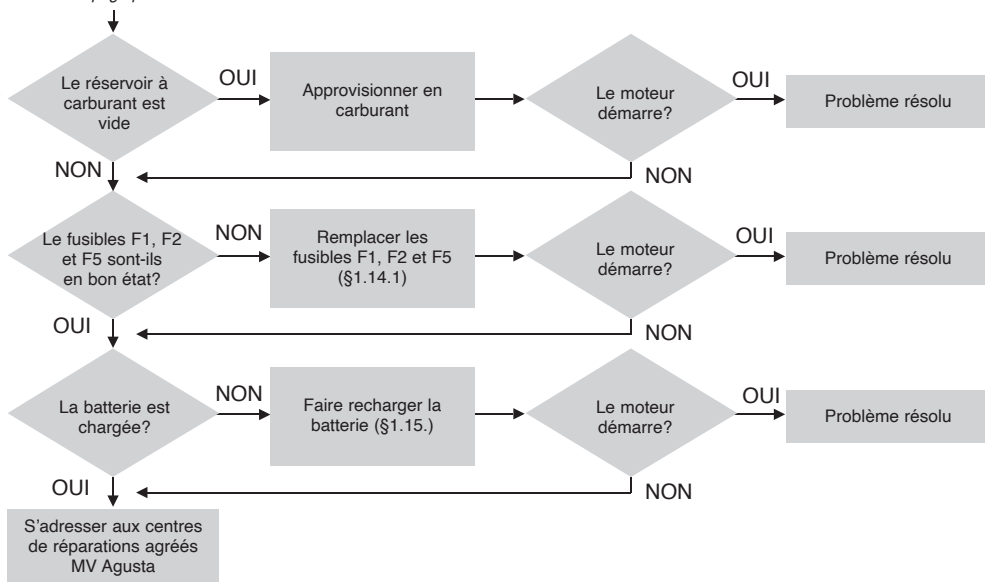 Le réservoir à
carburant est
vide
OUI
Approvisionner en
carburant
Le moteur
démarre?
OUI
Problème résolu
NON
NON
Le fusibles F1, F2
et F5 sont-ils
en bon état?
NON
Remplacer les
fusibles F1, F2 et F5
(§1.14.1)
Le moteur
démarre?
OUI
Problème résolu
OUI
NON
La batterie est
chargée?
NON
Faire recharger la
batterie (§1.15.)
Le moteur
démarre?
OUI
Problème résolu
OUI
NON
S'adresser aux centres
de réparations agréés
MV Agusta